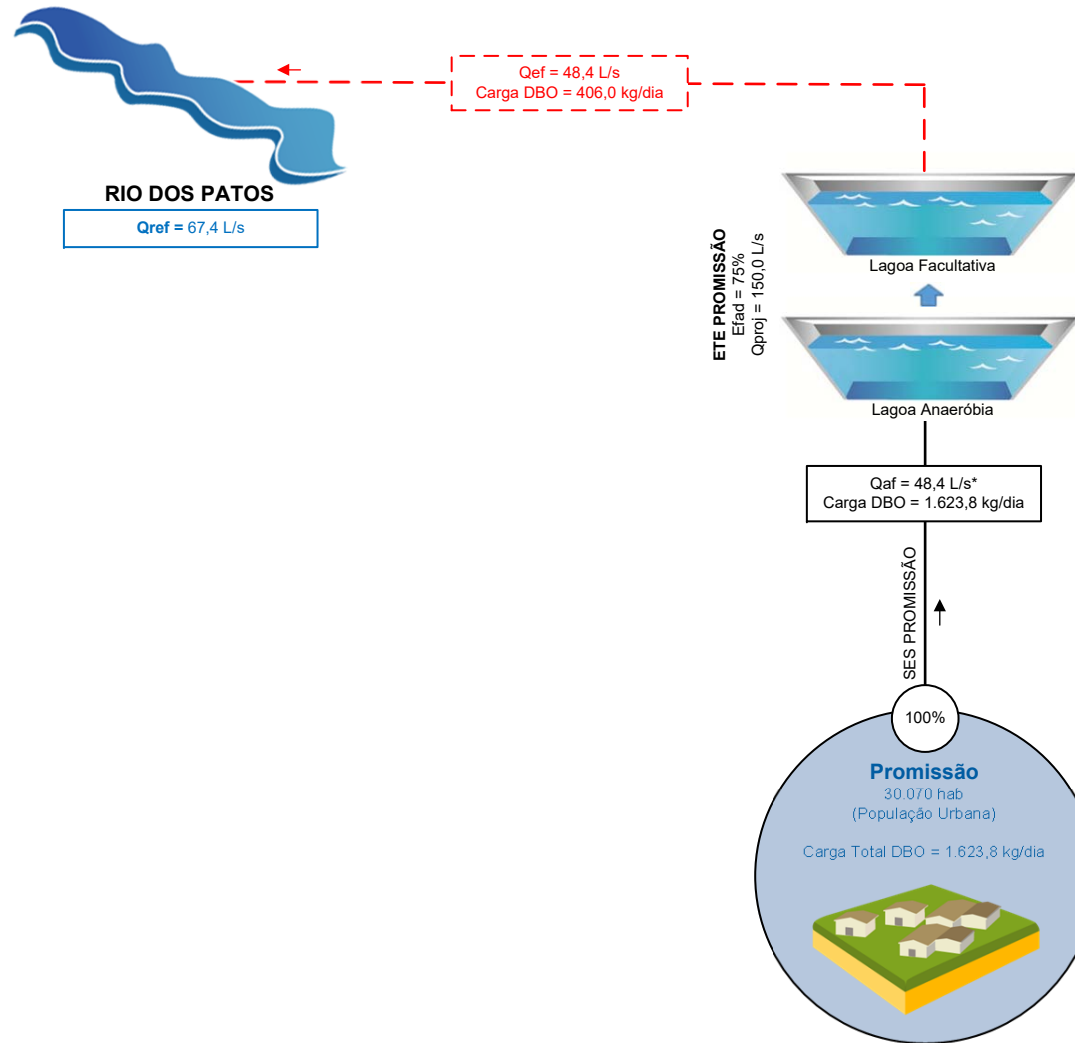 Qef = 48,4 L/s
Carga DBO = 406,0 kg/dia
RIO DOS PATOS
Qref = 67,4 L/s
Lagoa Facultativa
ETE PROMISSÃO
Efad = 75%
Qproj = 150,0 L/s
Lagoa Anaeróbia
Qaf = 48,4 L/s*
Carga DBO = 1.623,8 kg/dia
SES PROMISSÃO
100%
Promissão
30.070 hab
(População Urbana)
Carga Total DBO = 1.623,8 kg/dia